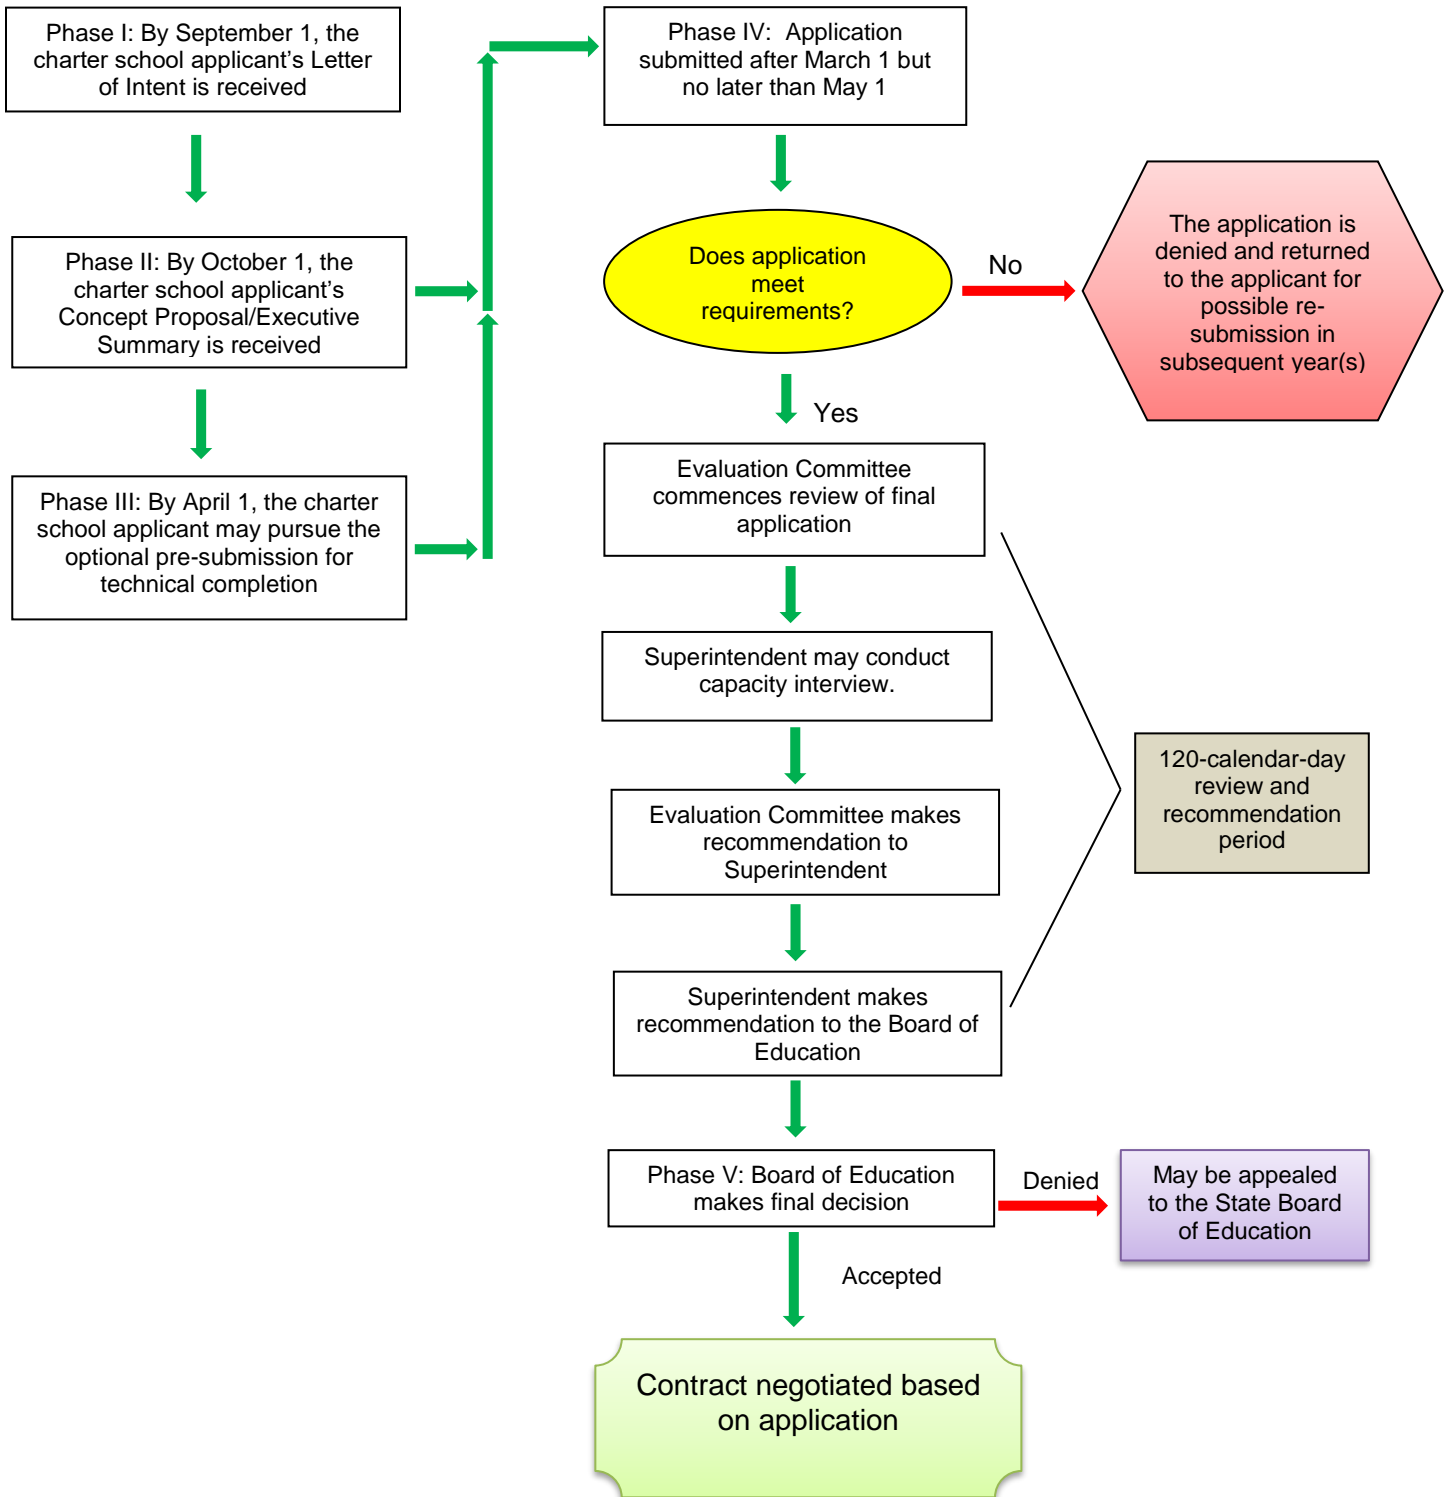 Phase I: By September 1, the
charter school applicant’s Letter
of Intent is received
Phase II: By October 1, the
charter school applicant’s
Concept Proposal/Executive
Summary is received
Phase III: By April 1, the charter
school applicant may pursue the
optional pre-submission for
technical completion
Phase IV:  Application
submitted after March 1 but
no later than May 1
Does application
meet
requirements?
No
The application is
denied and returned
to the applicant for
possible re-
submission in
subsequent year(s)
Yes
Evaluation Committee
commences review of final
application
Superintendent may conduct
capacity interview.
Evaluation Committee makes
recommendation to
Superintendent
Superintendent makes
recommendation to the Board of
Education
120-calendar-day
review and
recommendation
period
Phase V: Board of Education
makes final decision
Denied
May be appealed
to the State Board
of Education
Accepted
Contract negotiated based
on application